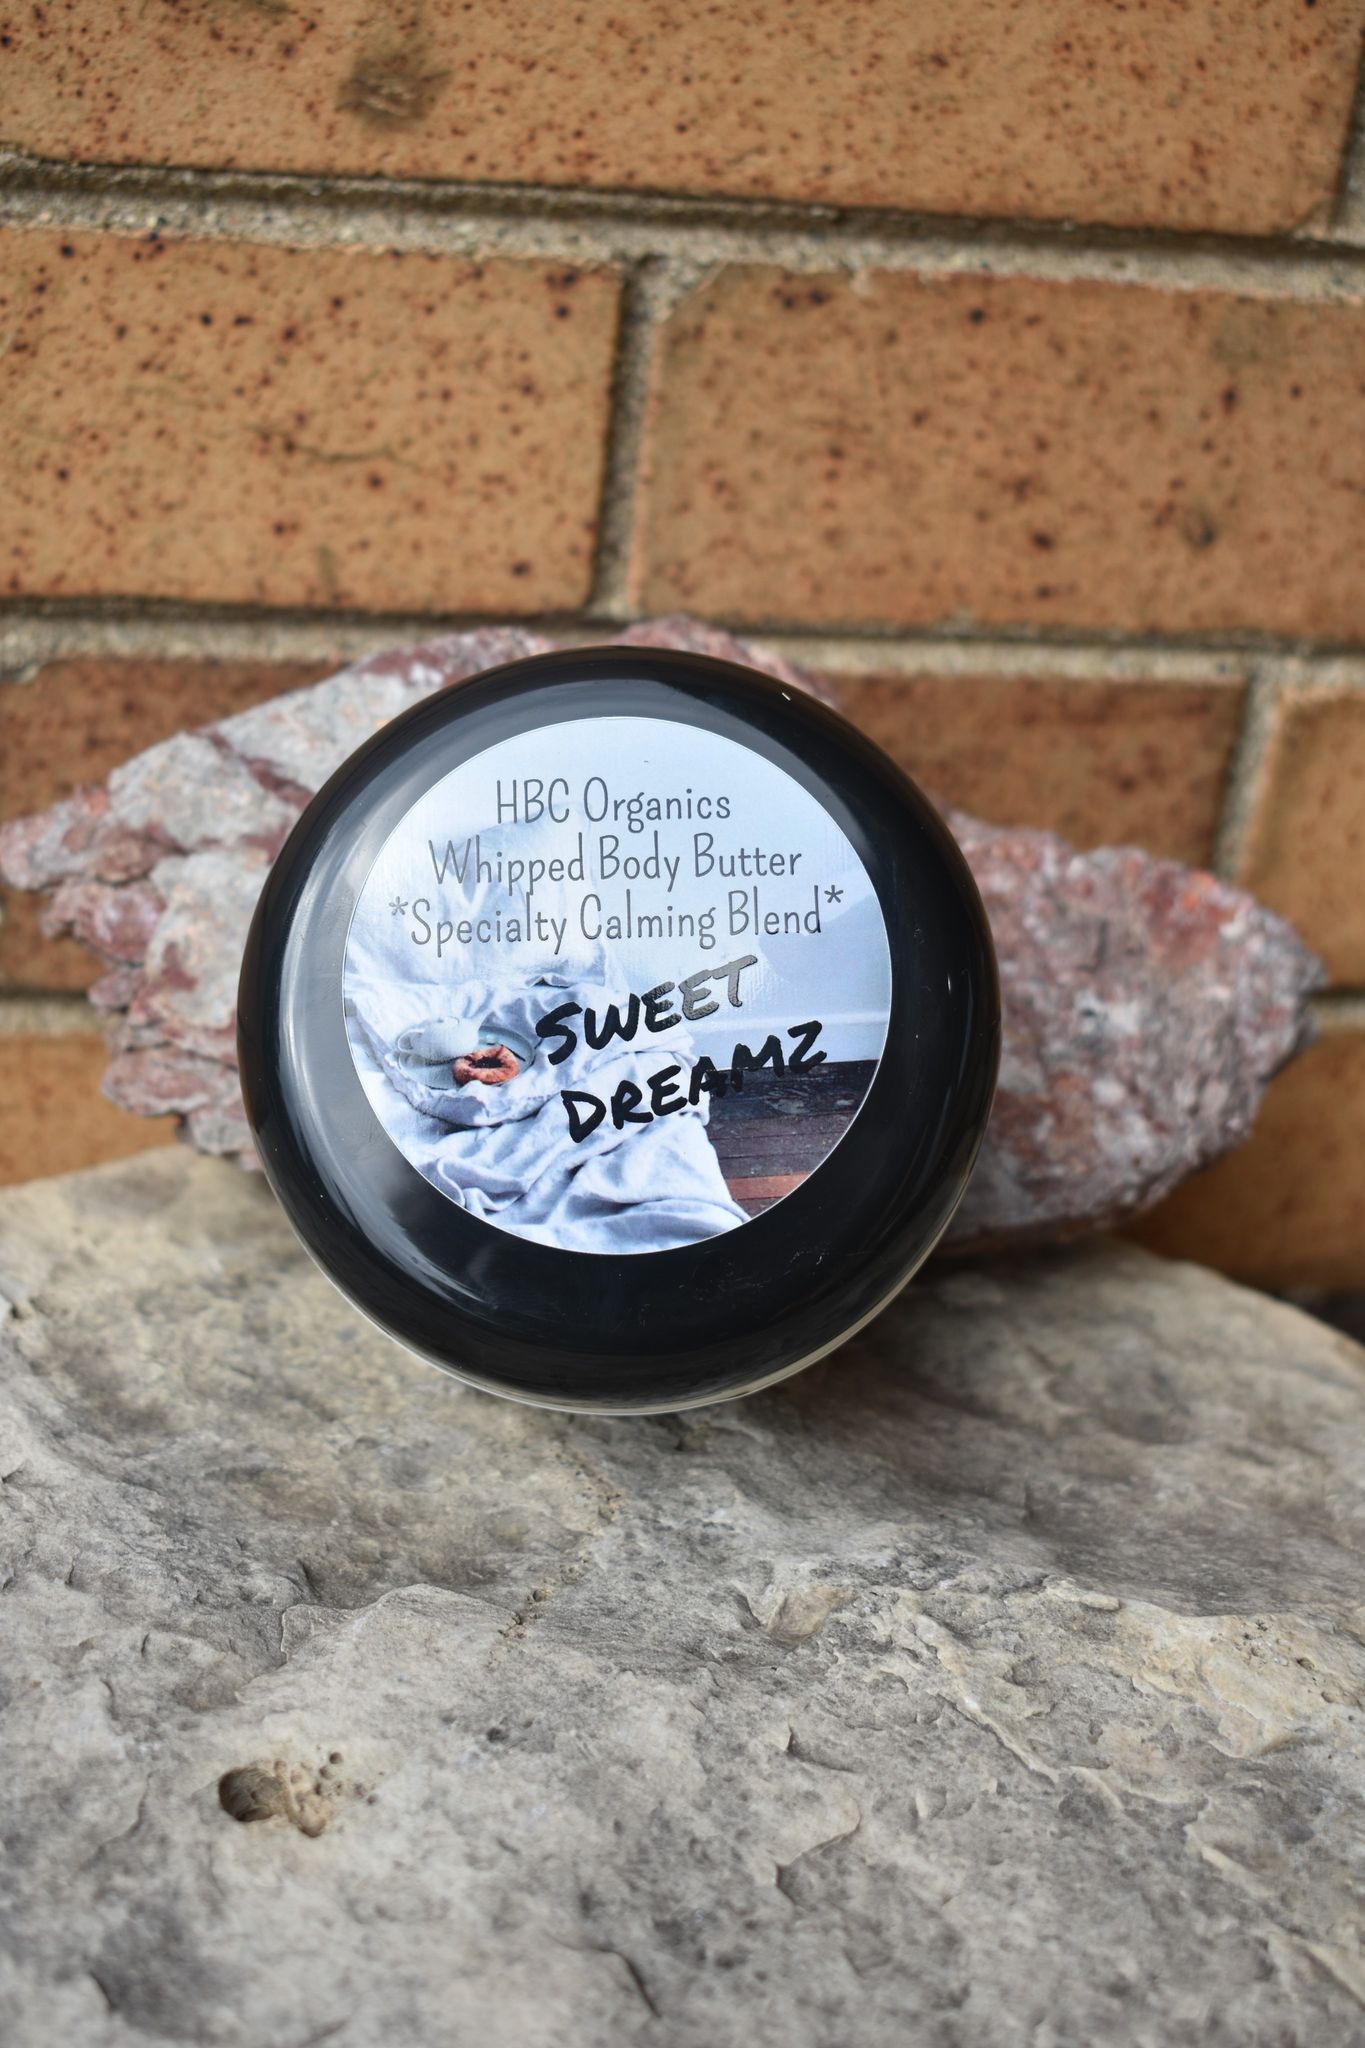 HBC Organics
Whipped Body Butter
*Specialty Calming Blend*
SWEET
DREAMZ